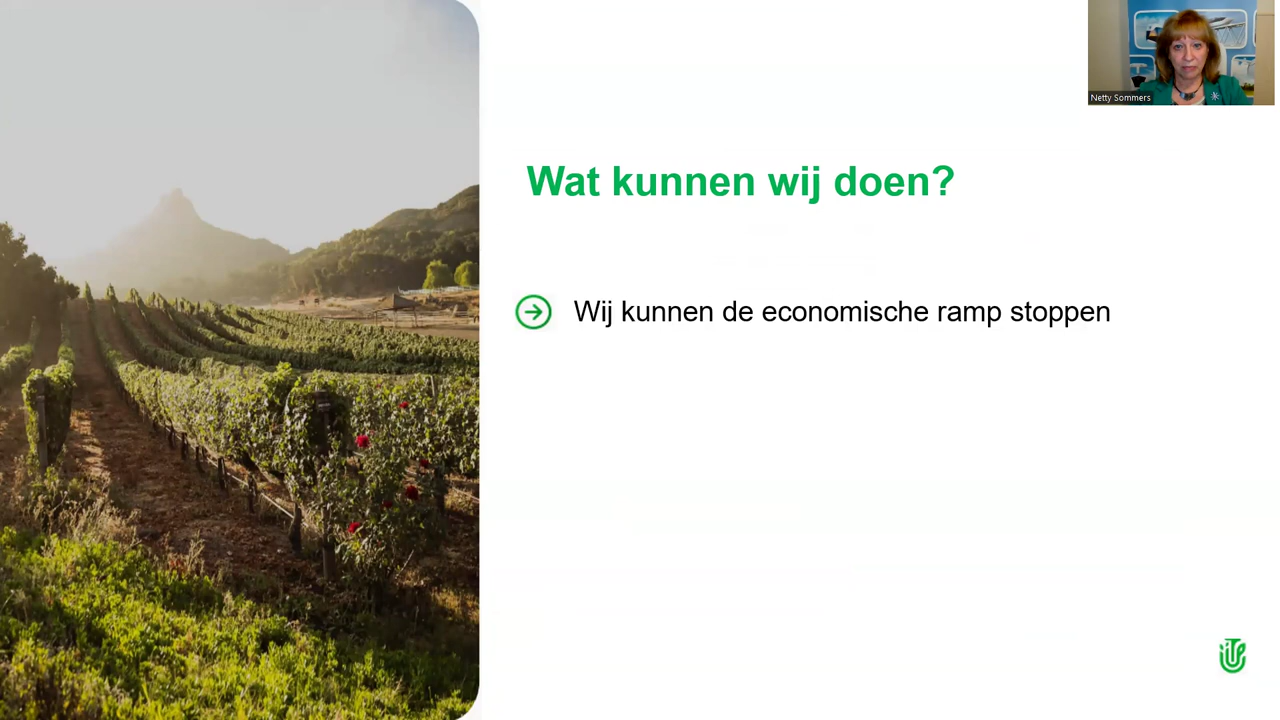 Netty Sommers
Wat kunnen wij doen?
Wij kunnen de economische ramp stoppen